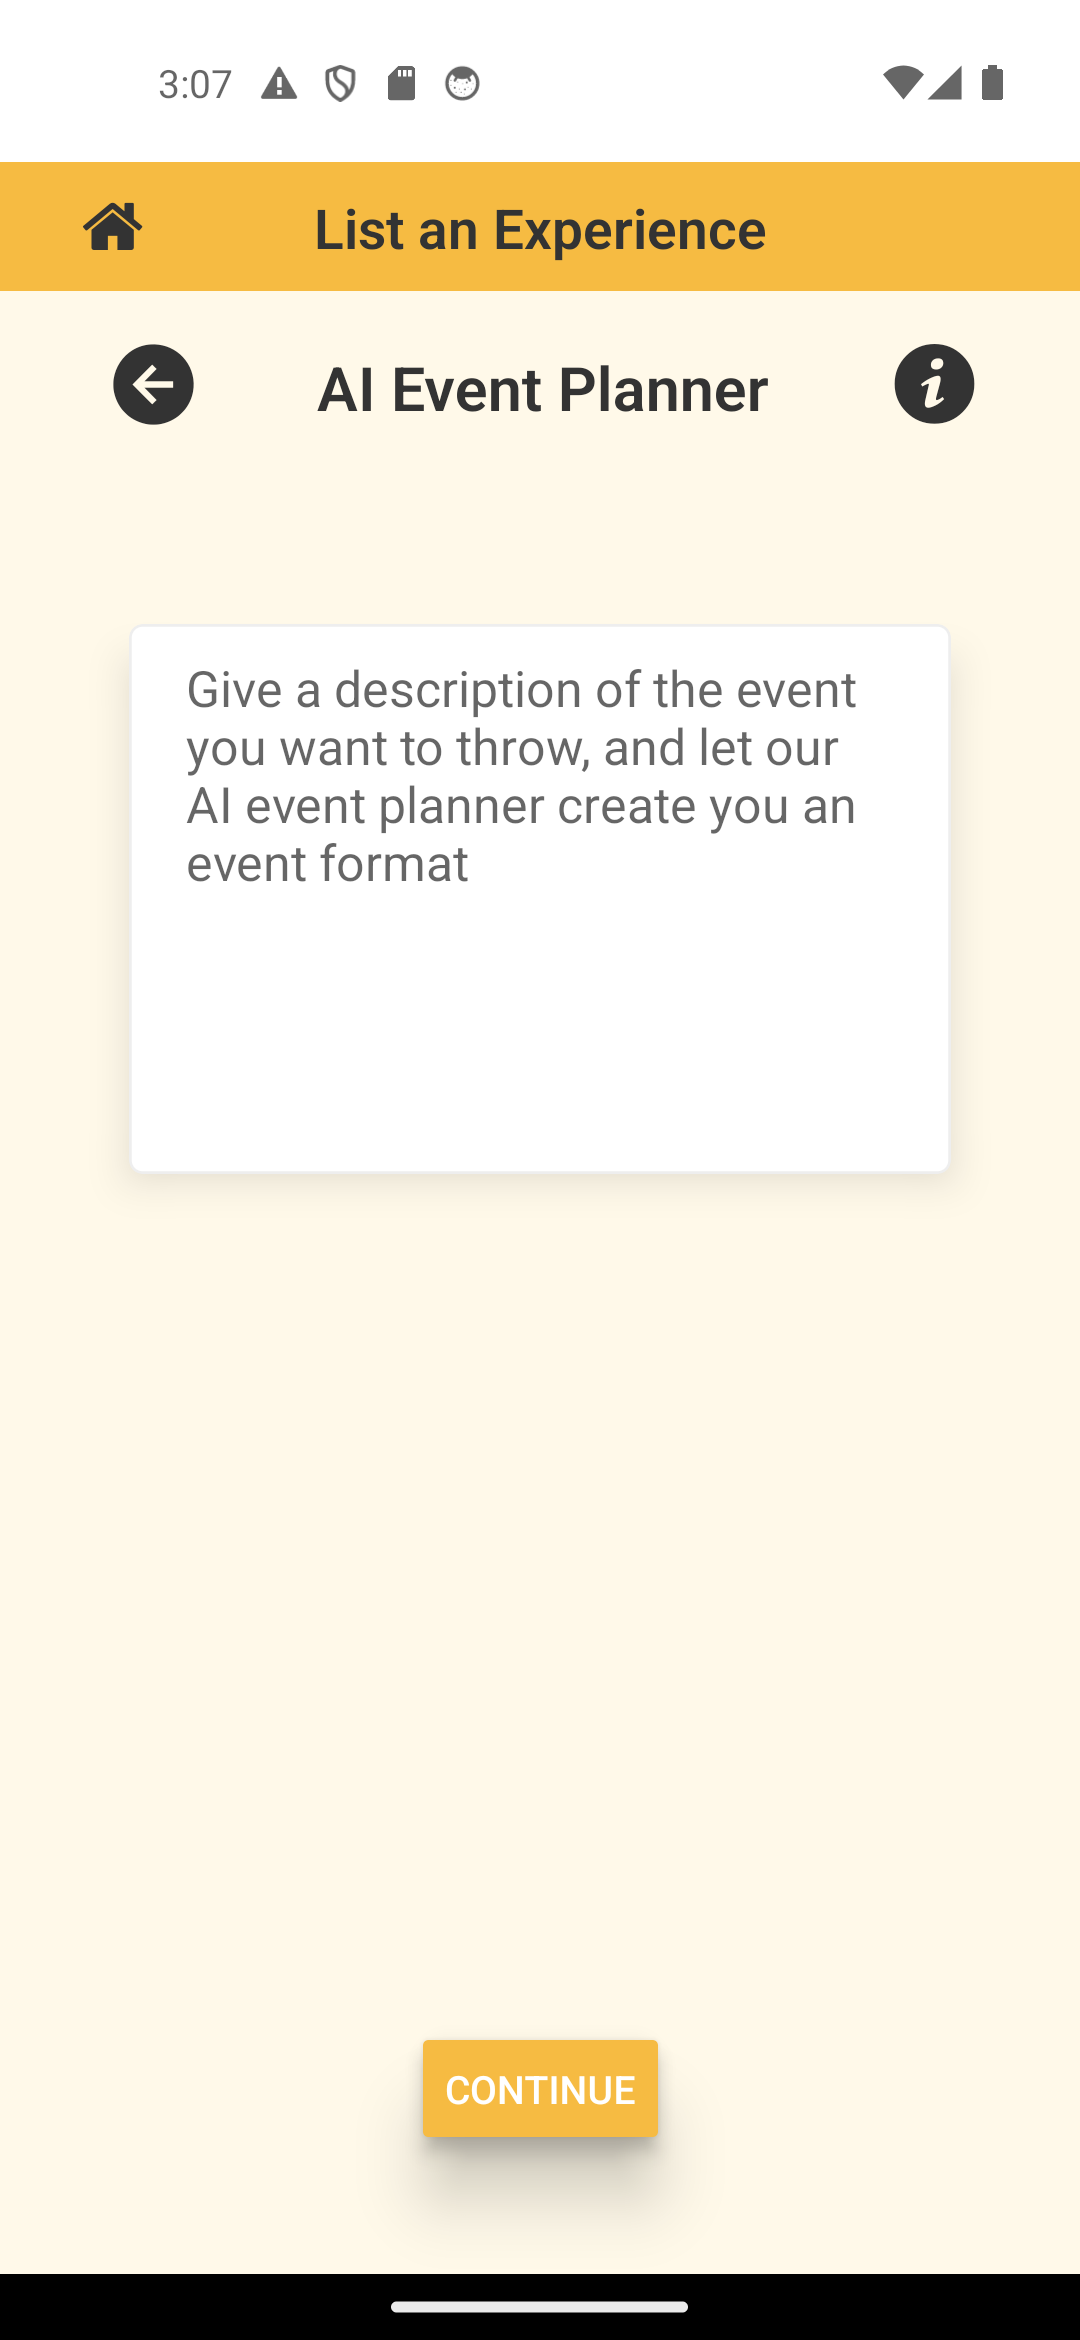 3:07
List an Experience
AI Event Planner
Give a description of the event
you want to throw, and let our
AI event planner create you an
event format
CONTINUE